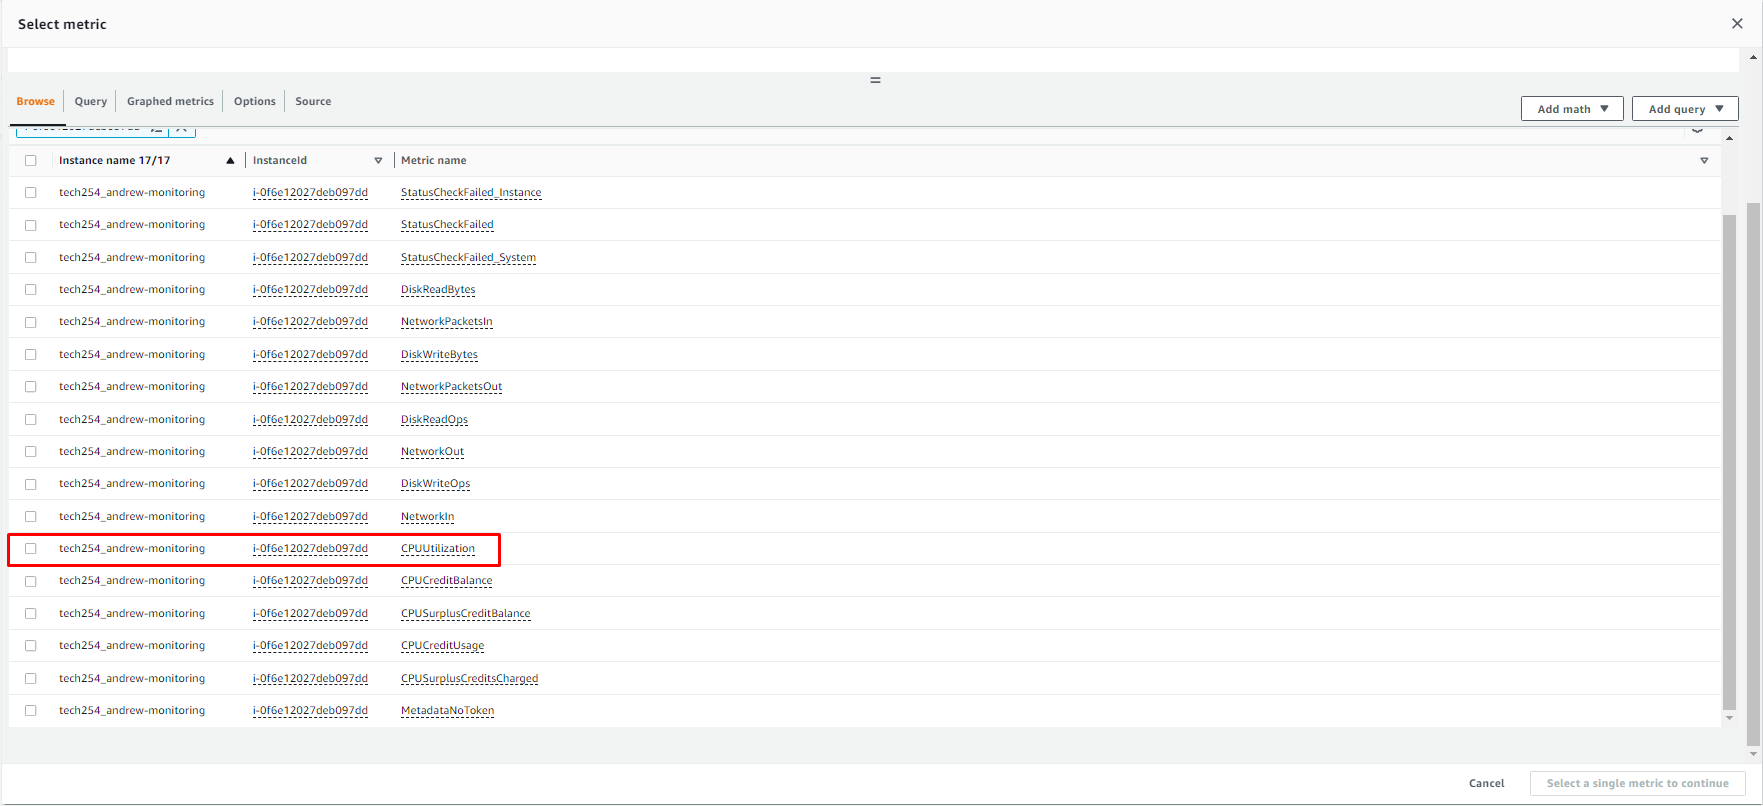 Select metric
Browse Query Graphed metrics Options Source
Add math Add query
Instance name 17/17 InstanceId Metric name
tech254_andrew-monitoring i-0f6e12027deb097dd StatusCheckFailed_Instance
tech254_andrew-monitoring i-0f6e12027deb097dd StatusCheckFailed
tech254_andrew-monitoring i-0f6e12027deb097dd StatusCheckFailed_System
tech254_andrew-monitoring i-0f6e12027deb097dd DiskReadBytes
tech254_andrew-monitoring i-0f6e12027deb097dd NetworkPacketsIn
tech254_andrew-monitoring i-0f6e12027deb097dd DiskWriteBytes
tech254_andrew-monitoring i-0f6e12027deb097dd NetworkPacketsOut
tech254_andrew-monitoring i-0f6e12027deb097dd DiskReadOps
tech254_andrew-monitoring i-0f6e12027deb097dd NetworkOut
tech254_andrew-monitoring i-0f6e12027deb097dd DiskWriteOps
tech254_andrew-monitoring i-0f6e12027deb097dd NetworkIn
tech254_andrew-monitoring i-0f6e12027deb097dd CPUUtilization
tech254_andrew-monitoring i-0f6e12027deb097dd CPUCreditBalance
tech254_andrew-monitoring i-0f6e12027deb097dd CPUSurplusCreditBalance
tech254_andrew-monitoring i-0f6e12027deb097dd CPUCreditUsage
tech254_andrew-monitoring i-0f6e12027deb097dd CPUSurplusCreditsCharged
tech254_andrew-monitoring i-0f6e12027deb097dd MetadataNoToken
Cancel Select a single metric to continue